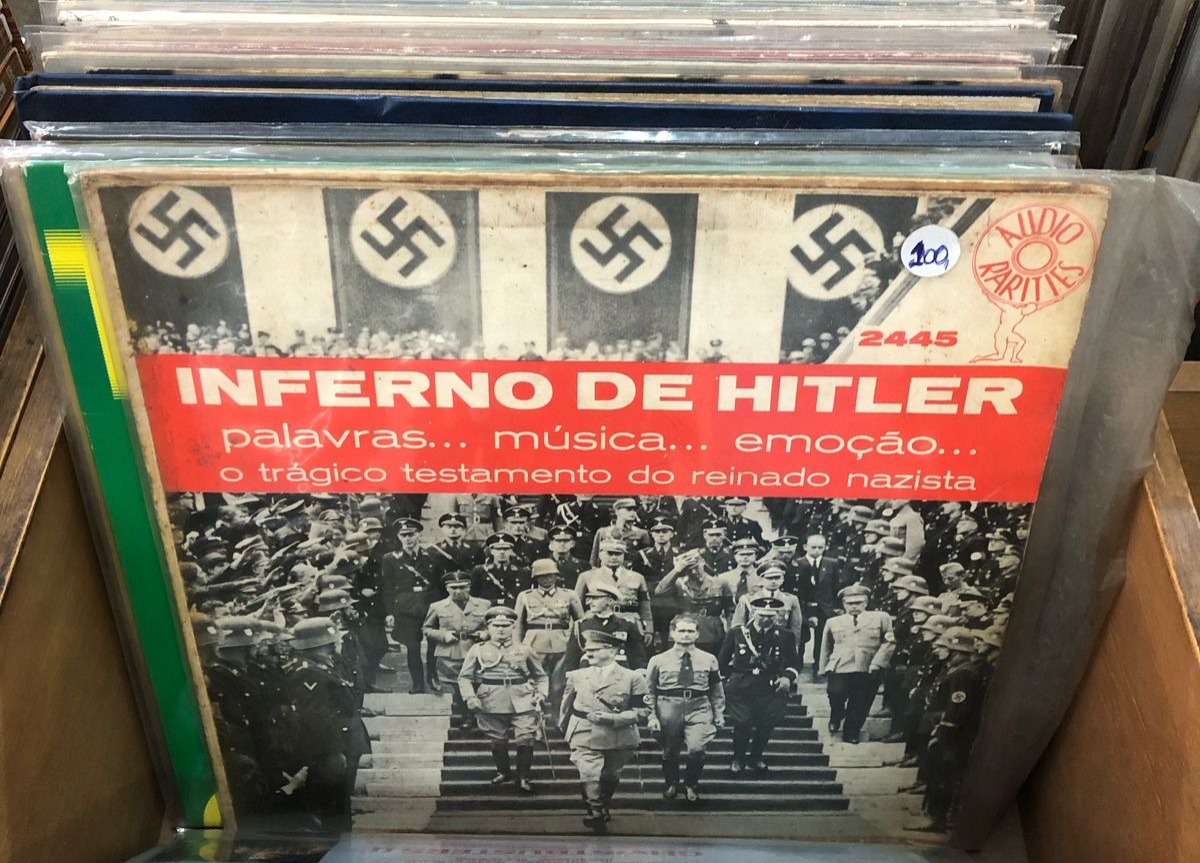 100,
AUDIO
RARITIES
2445
INFERNO DE HITLER
palavras... música... emoção...
o trágico testamento do reinado nazista